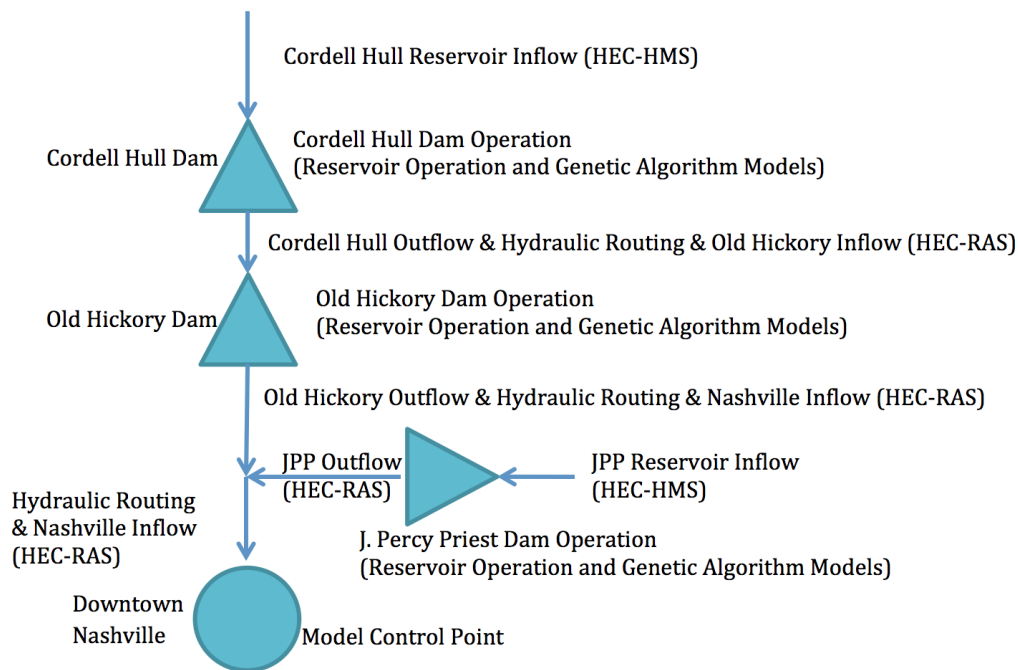 Cordell Hull Reservoir Inflow (HEC-HMS)
Cordell Hull Dam
Cordell Hull Dam Operation
(Reservoir Operation and Genetic Algorithm Models)
Cordell Hull Outflow & Hydraulic Routing & Old Hickory Inflow (HEC-RAS)
Old Hickory Dam
Old Hickory Dam Operation
(Reservoir Operation and Genetic Algorithm Models)
Old Hickory Outflow & Hydraulic Routing & Nashville Inflow (HEC-RAS)
JPP Outflow
(HEC-RAS)
JPP Reservoir Inflow
(HEC-HMS)
Hydraulic Routing
& Nashville Inflow
(HEC-RAS)
J. Percy Priest Dam Operation
(Reservoir Operation and Genetic Algorithm Models)
Downtown
Nashville
Model Control Point